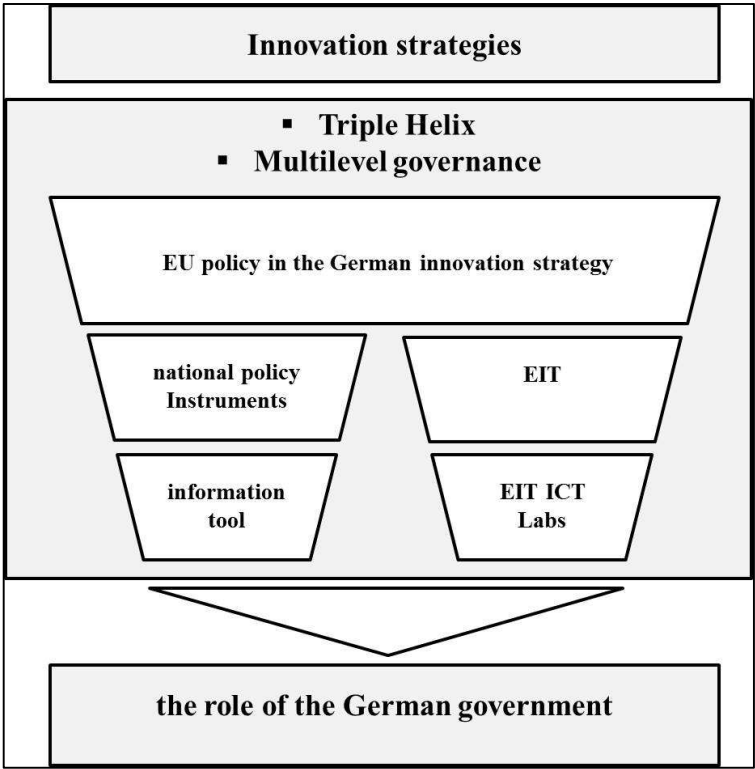 Innovation strategies
▪ Triple Helix
▪ Multilevel governance
EU policy in the German innovation strategy
national policy
Instruments
EIT
information
tool
EIT ICT
Labs
the role of the German government